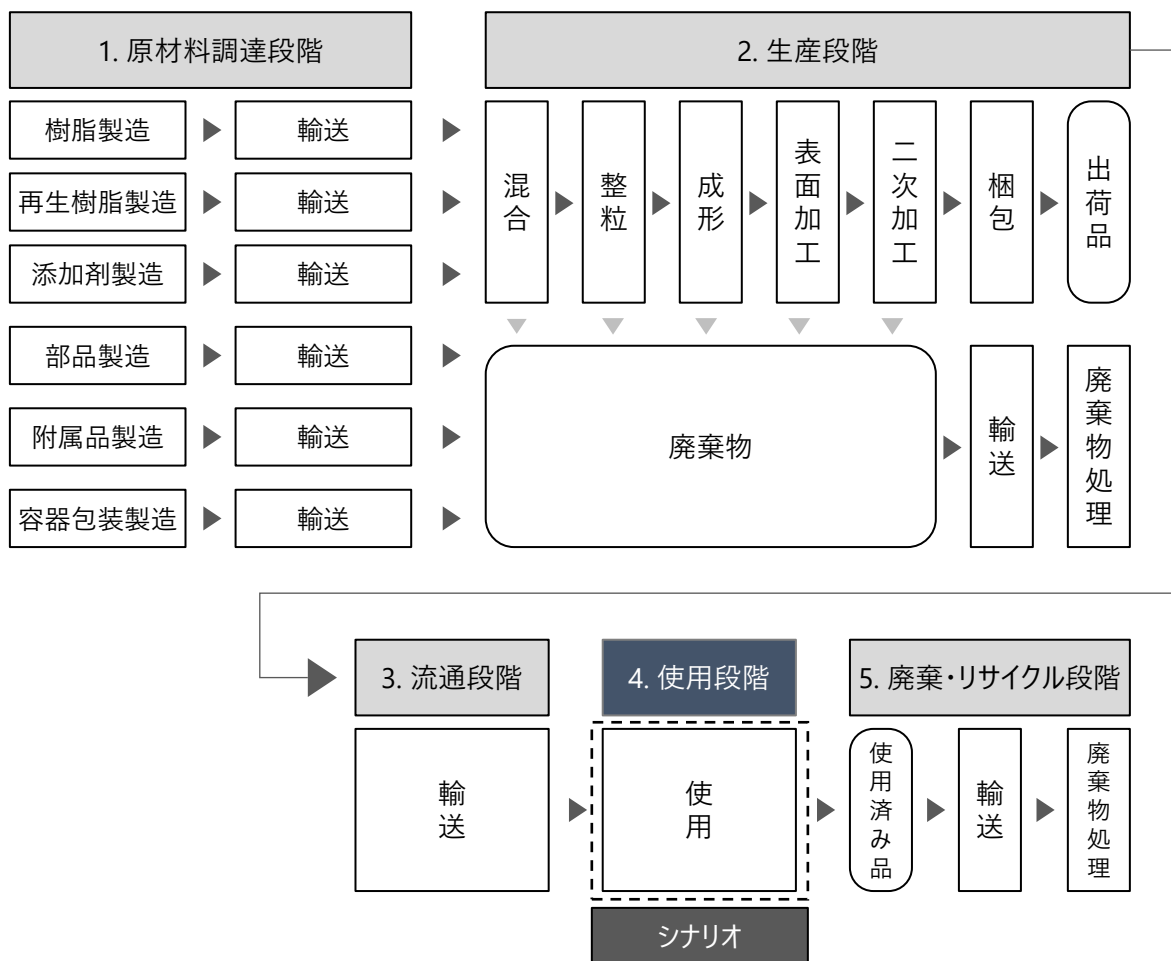 1. 原材料調達段階
2. 生産段階
樹脂製造
輸送
再生樹脂製造
輸送
添加剤製造
輸送
部品製造
輸送
附属品製造
輸送
容器包装製造
輸送
混合
整粒
成形
表面加工
二次加工
梱包
出荷品
廃棄物
輸送
廃棄物処理
3. 流通段階
4. 使用段階
5. 廃棄・リサイクル段階
輸送
使用
使用済み品
輸送
廃棄物処理
シナリオ